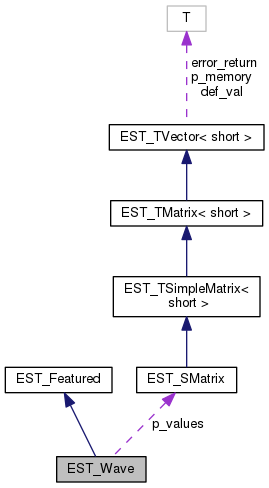 T
error_return
p_memory
def_val
EST_TVector< short >
EST_TMatrix< short >
EST_TSimpleMatrix<
short >
EST_Featured
EST_SMatrix
p_values
EST_Wave